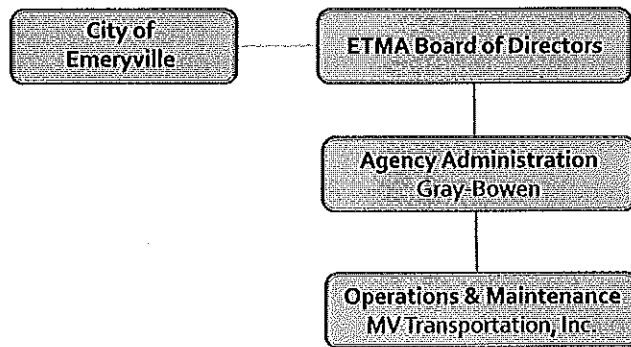 City of
Emeryville
ETMA Board of Directors
Agency Administration
Gray-Bowen
Operations & Maintenance
MV Transportation, Inc.